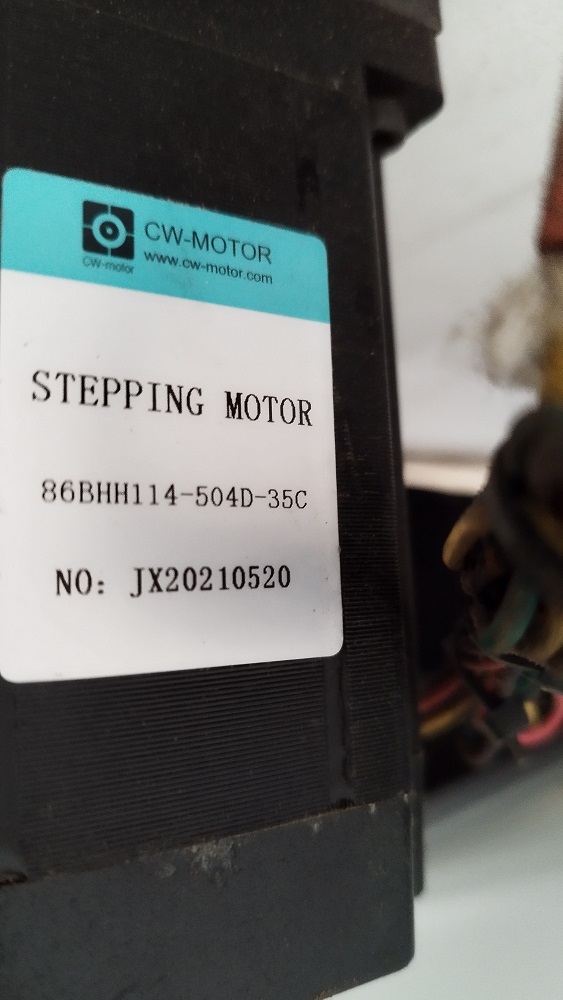 CW-MOTOR
www.cw-motor.com
CW-motor
STEPPING MOTOR
86BHH114-504D-35C
NO: JX20210520